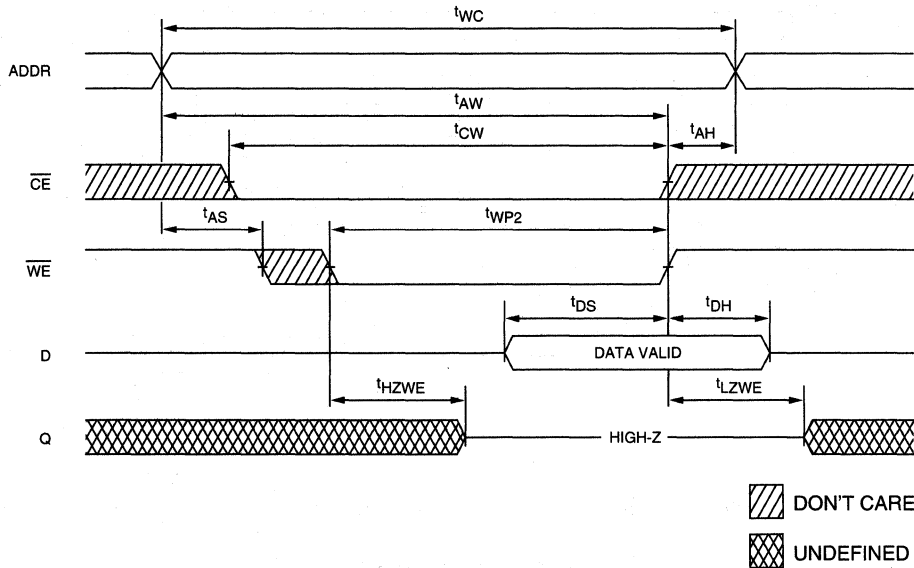 tWC
ADDR
tAW
tCW
tAH
CE
tAS
tWP2
WE
tDS
tDH
D
DATA VALID
tHZWE
tLZWE
Q
HIGH-Z
DON'T CARE
UNDEFINED